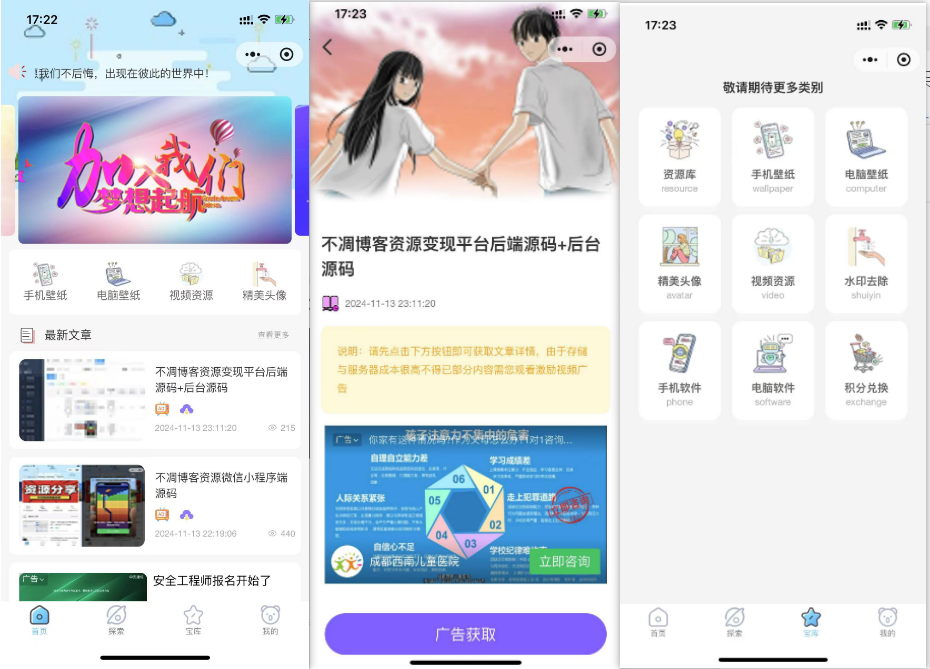 17:22
我们不后悔，出现在彼此的世界中！
加入我们
梦想起航
手机壁纸
电脑壁纸
视频资源
精美头像
最新文章
查看更多
不凋博客资源变现平台后端
源码+后台源码
2024-11-13 23:11:20
215
资源分享
不凋博客资源微信小程序端
源码
2024-11-13 22:19:06
440
广告
安全工程师报名开始了
首页
探索
宝库
我的
17:23
不凋博客资源变现平台后端源码+后台
源码
2024-11-13 23:11:20
说明：请先点击下方按钮即可获取文章详情，由于存储
与服务器成本很高不得已部分内容需您观看激励视频广
告
广告
孩子注意力不集中的危害
自理自立能力差
学习成绩差
人际关系紧张
走上犯罪道路
自信心不足
01
02
03
04
05
06
成都西南儿童医院
立即咨询
广告获取
17:23
敬请期待更多类别
资源库
resource
手机壁纸
wallpaper
电脑壁纸
computer
精美头像
avatar
视频资源
video
水印去除
shuiyin
手机软件
phone
电脑软件
software
积分兑换
exchange
首页
探索
宝库
我的